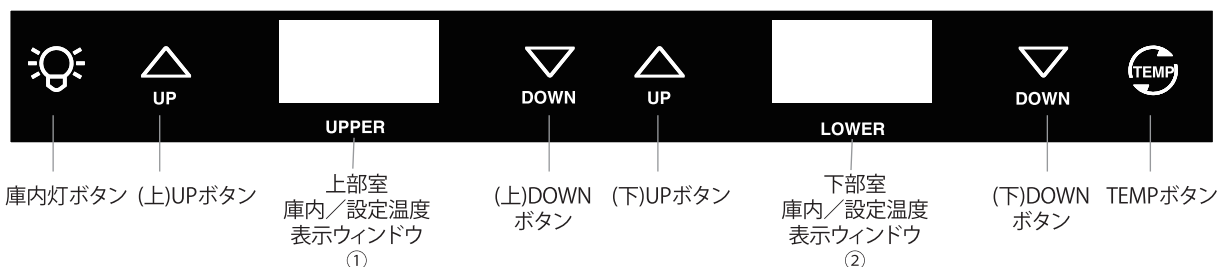 UP
UPPER
DOWN
UP
LOWER
DOWN
TEMP
庫内灯ボタン
(上)UPボタン
上部室
庫内／設定温度
表示ウィンドウ
①
(上)DOWN
ボタン
(下)UPボタン
下部室
庫内／設定温度
表示ウィンドウ
②
(下)DOWN
ボタン
TEMPボタン